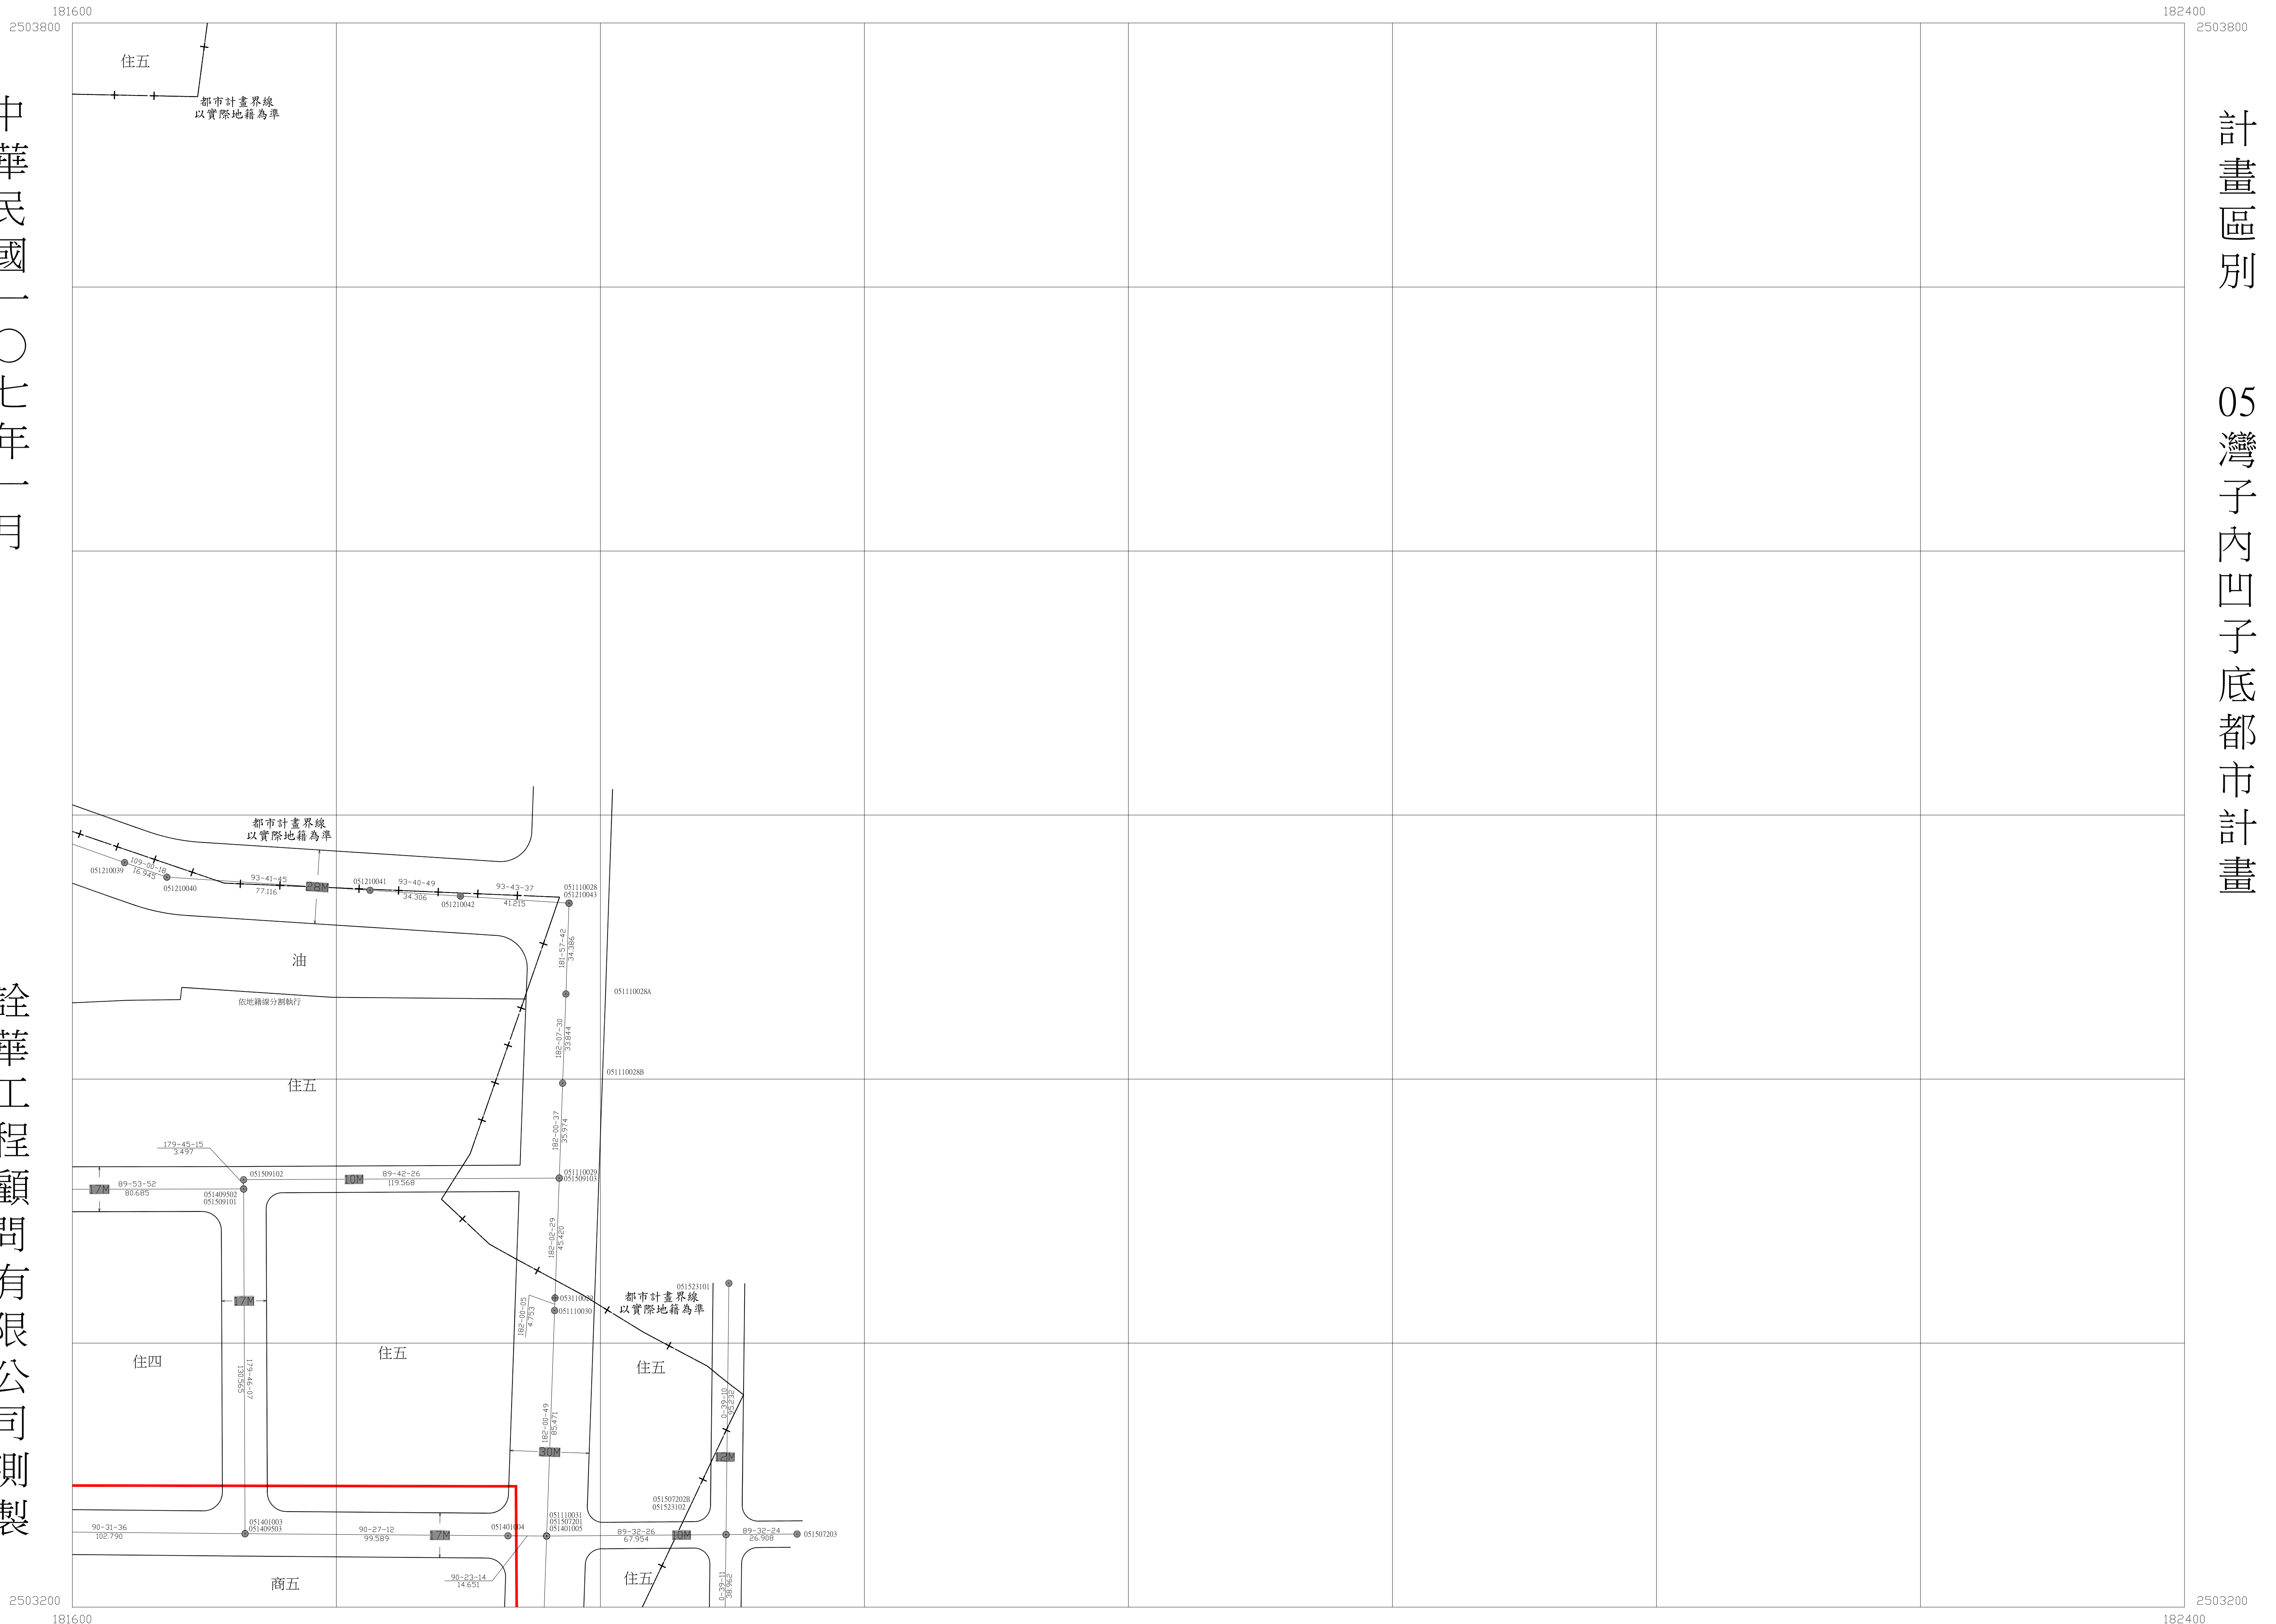 181600
182400
2503800
2503800
住五
都市計畫界線
以實際地籍為準
中華民國一〇七年一月
計畫區別 05灣子內凹子底都市計畫
都市計畫界線
以實際地籍為準
051210039
109-00-18
16.945
051210040
93-41-45
77.116
28M
051210041
93-40-49
34.306
051210042
93-43-37
41.215
051110028
051210043
181-57-42
34.386
油
依地籍線分割執行
051110028A
182-07-30
33.844
051110028B
住五
182-00-37
35.974
179-45-15
3.497
051509102
10M
89-42-26
119.568
051110029
051509103
17M
89-53-52
80.685
051409502
051509101
182-02-29
45.420
17M
053110029
051110030
182-00-05
4.753
051523101
都市計畫界線
以實際地籍為準
住四
住五
住五
179-46-07
130.565
182-00-49
85.471
30M
0-39-10
95.232
12M
051507202B
051523102
90-31-36
102.790
051401003
051409503
90-27-12
99.589
17M
051401004
051110031
051507201
051401005
89-32-26
67.954
10M
89-32-24
26.908
051507203
90-23-14
14.651
商五
住五
0-39-11
38.962
詮華工程顧問有限公司測製
2503200
2503200
181600
182400